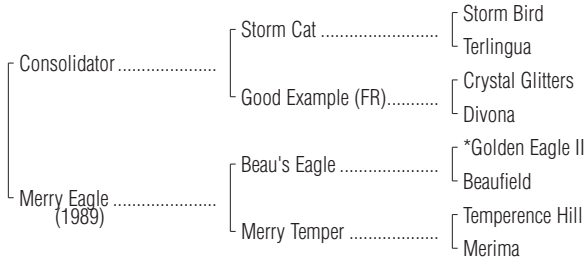 Storm Bird
Storm Cat ..............................
Terlingua
Consolidator .........................
Crystal Glitters
Good Example (FR)............
Divona
*Golden Eagle II
Beau's Eagle .........................
Beaufield
Merry Eagle ..........................
(1989)
Temperence Hill
Merry Temper .......................
Merima